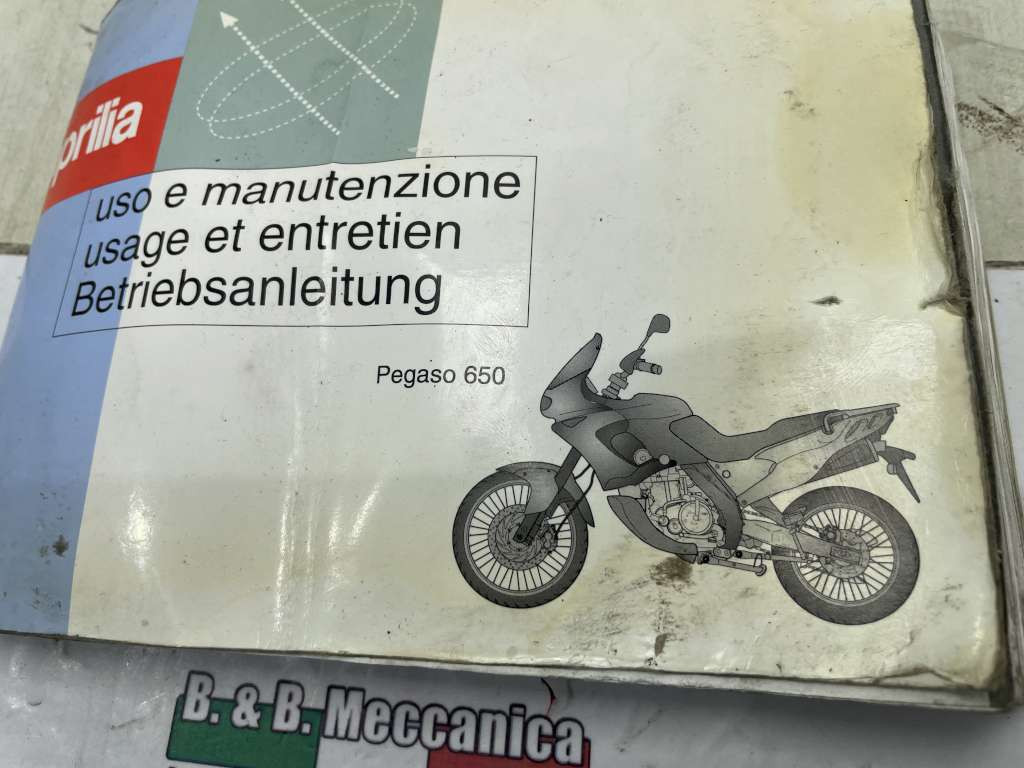 prilia
uso e manutenzione
usage et entretien
Betriebsanleitung
Pegaso 650
B. & B. Meccanica